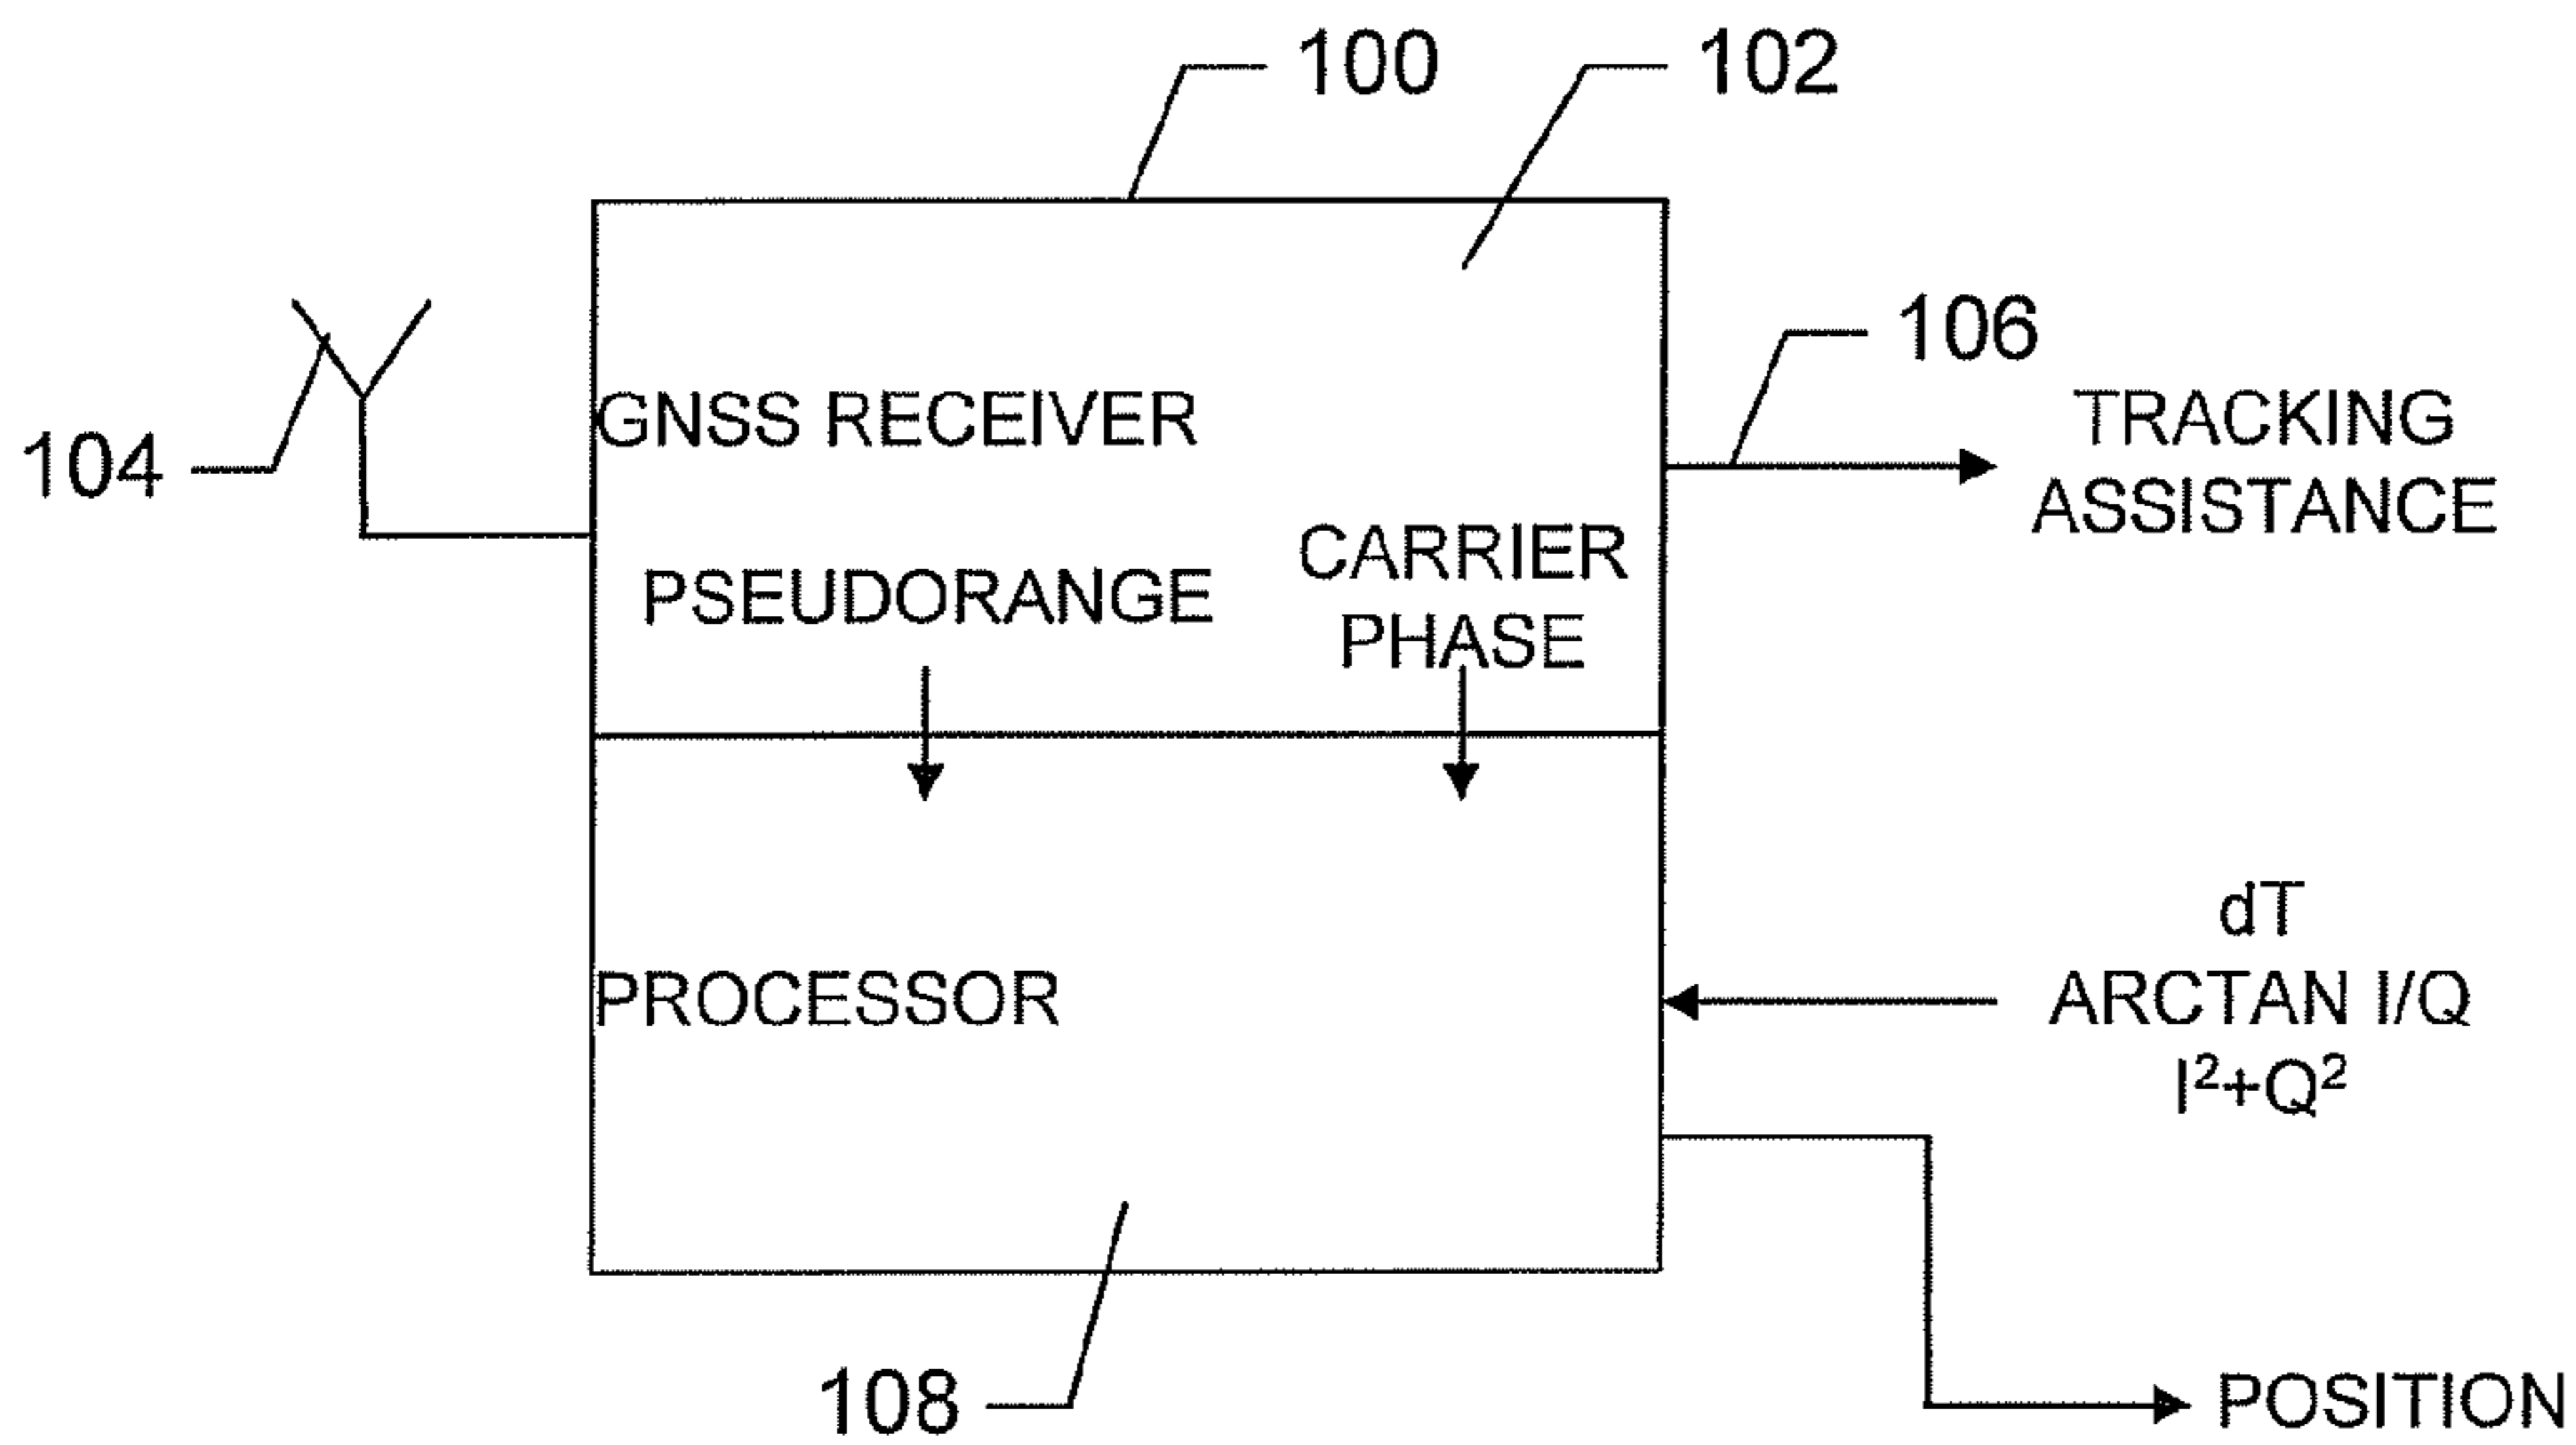 100
102
106
TRACKING
ASSISTANCE
104
GNSS RECEIVER
PSEUDORANGE
CARRIER
PHASE
PROCESSOR
dT
ARCTAN I/Q
I²+Q²
108
POSITION